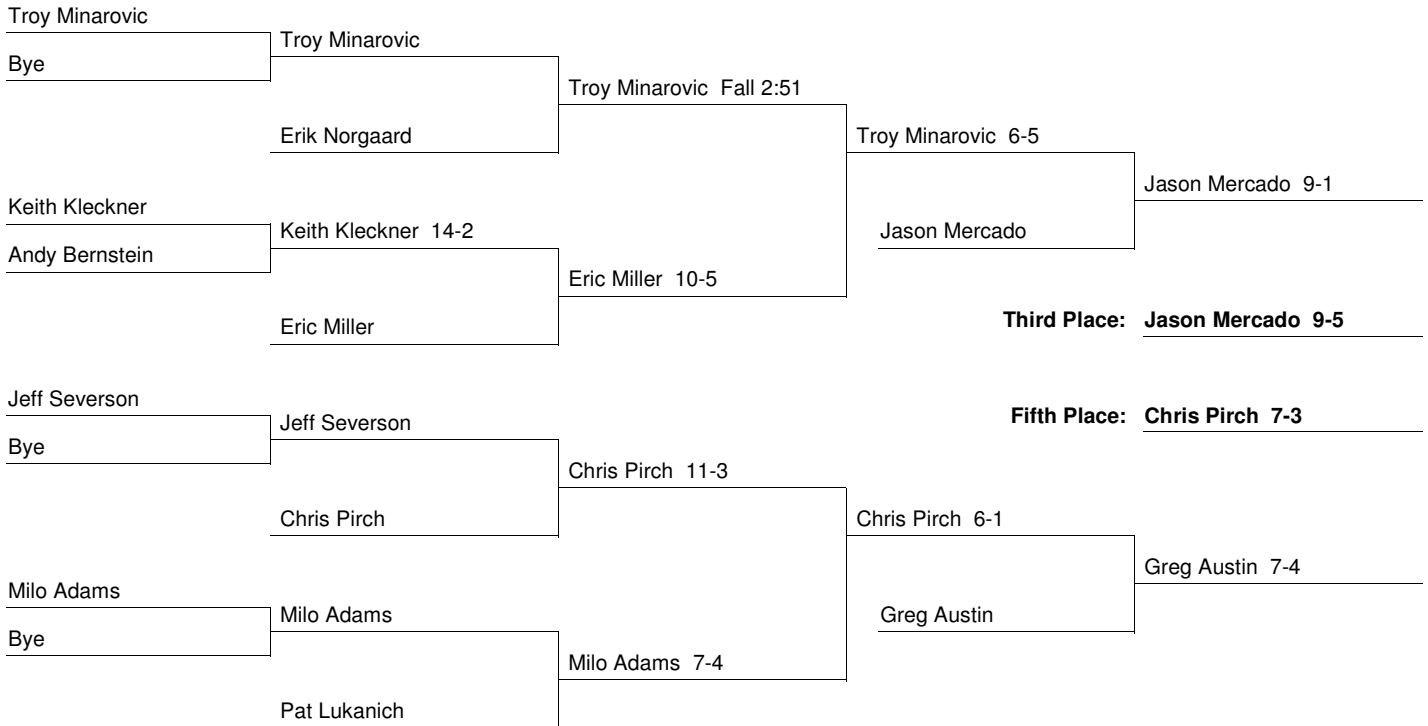 Troy Minarovic
Troy Minarovic
Bye
Troy Minarovic  Fall 2:51
Erik Norgaard
Troy Minarovic  6-5
Jason Mercado  9-1
Keith Kleckner
Keith Kleckner  14-2
Jason Mercado
Andy Bernstein
Eric Miller  10-5
Eric Miller
Third Place:  Jason Mercado  9-5
Jeff Severson
Jeff Severson
Fifth Place:  Chris Pirch  7-3
Bye
Chris Pirch  11-3
Chris Pirch
Chris Pirch  6-1
Greg Austin  7-4
Milo Adams
Milo Adams
Greg Austin
Bye
Milo Adams  7-4
Pat Lukanich